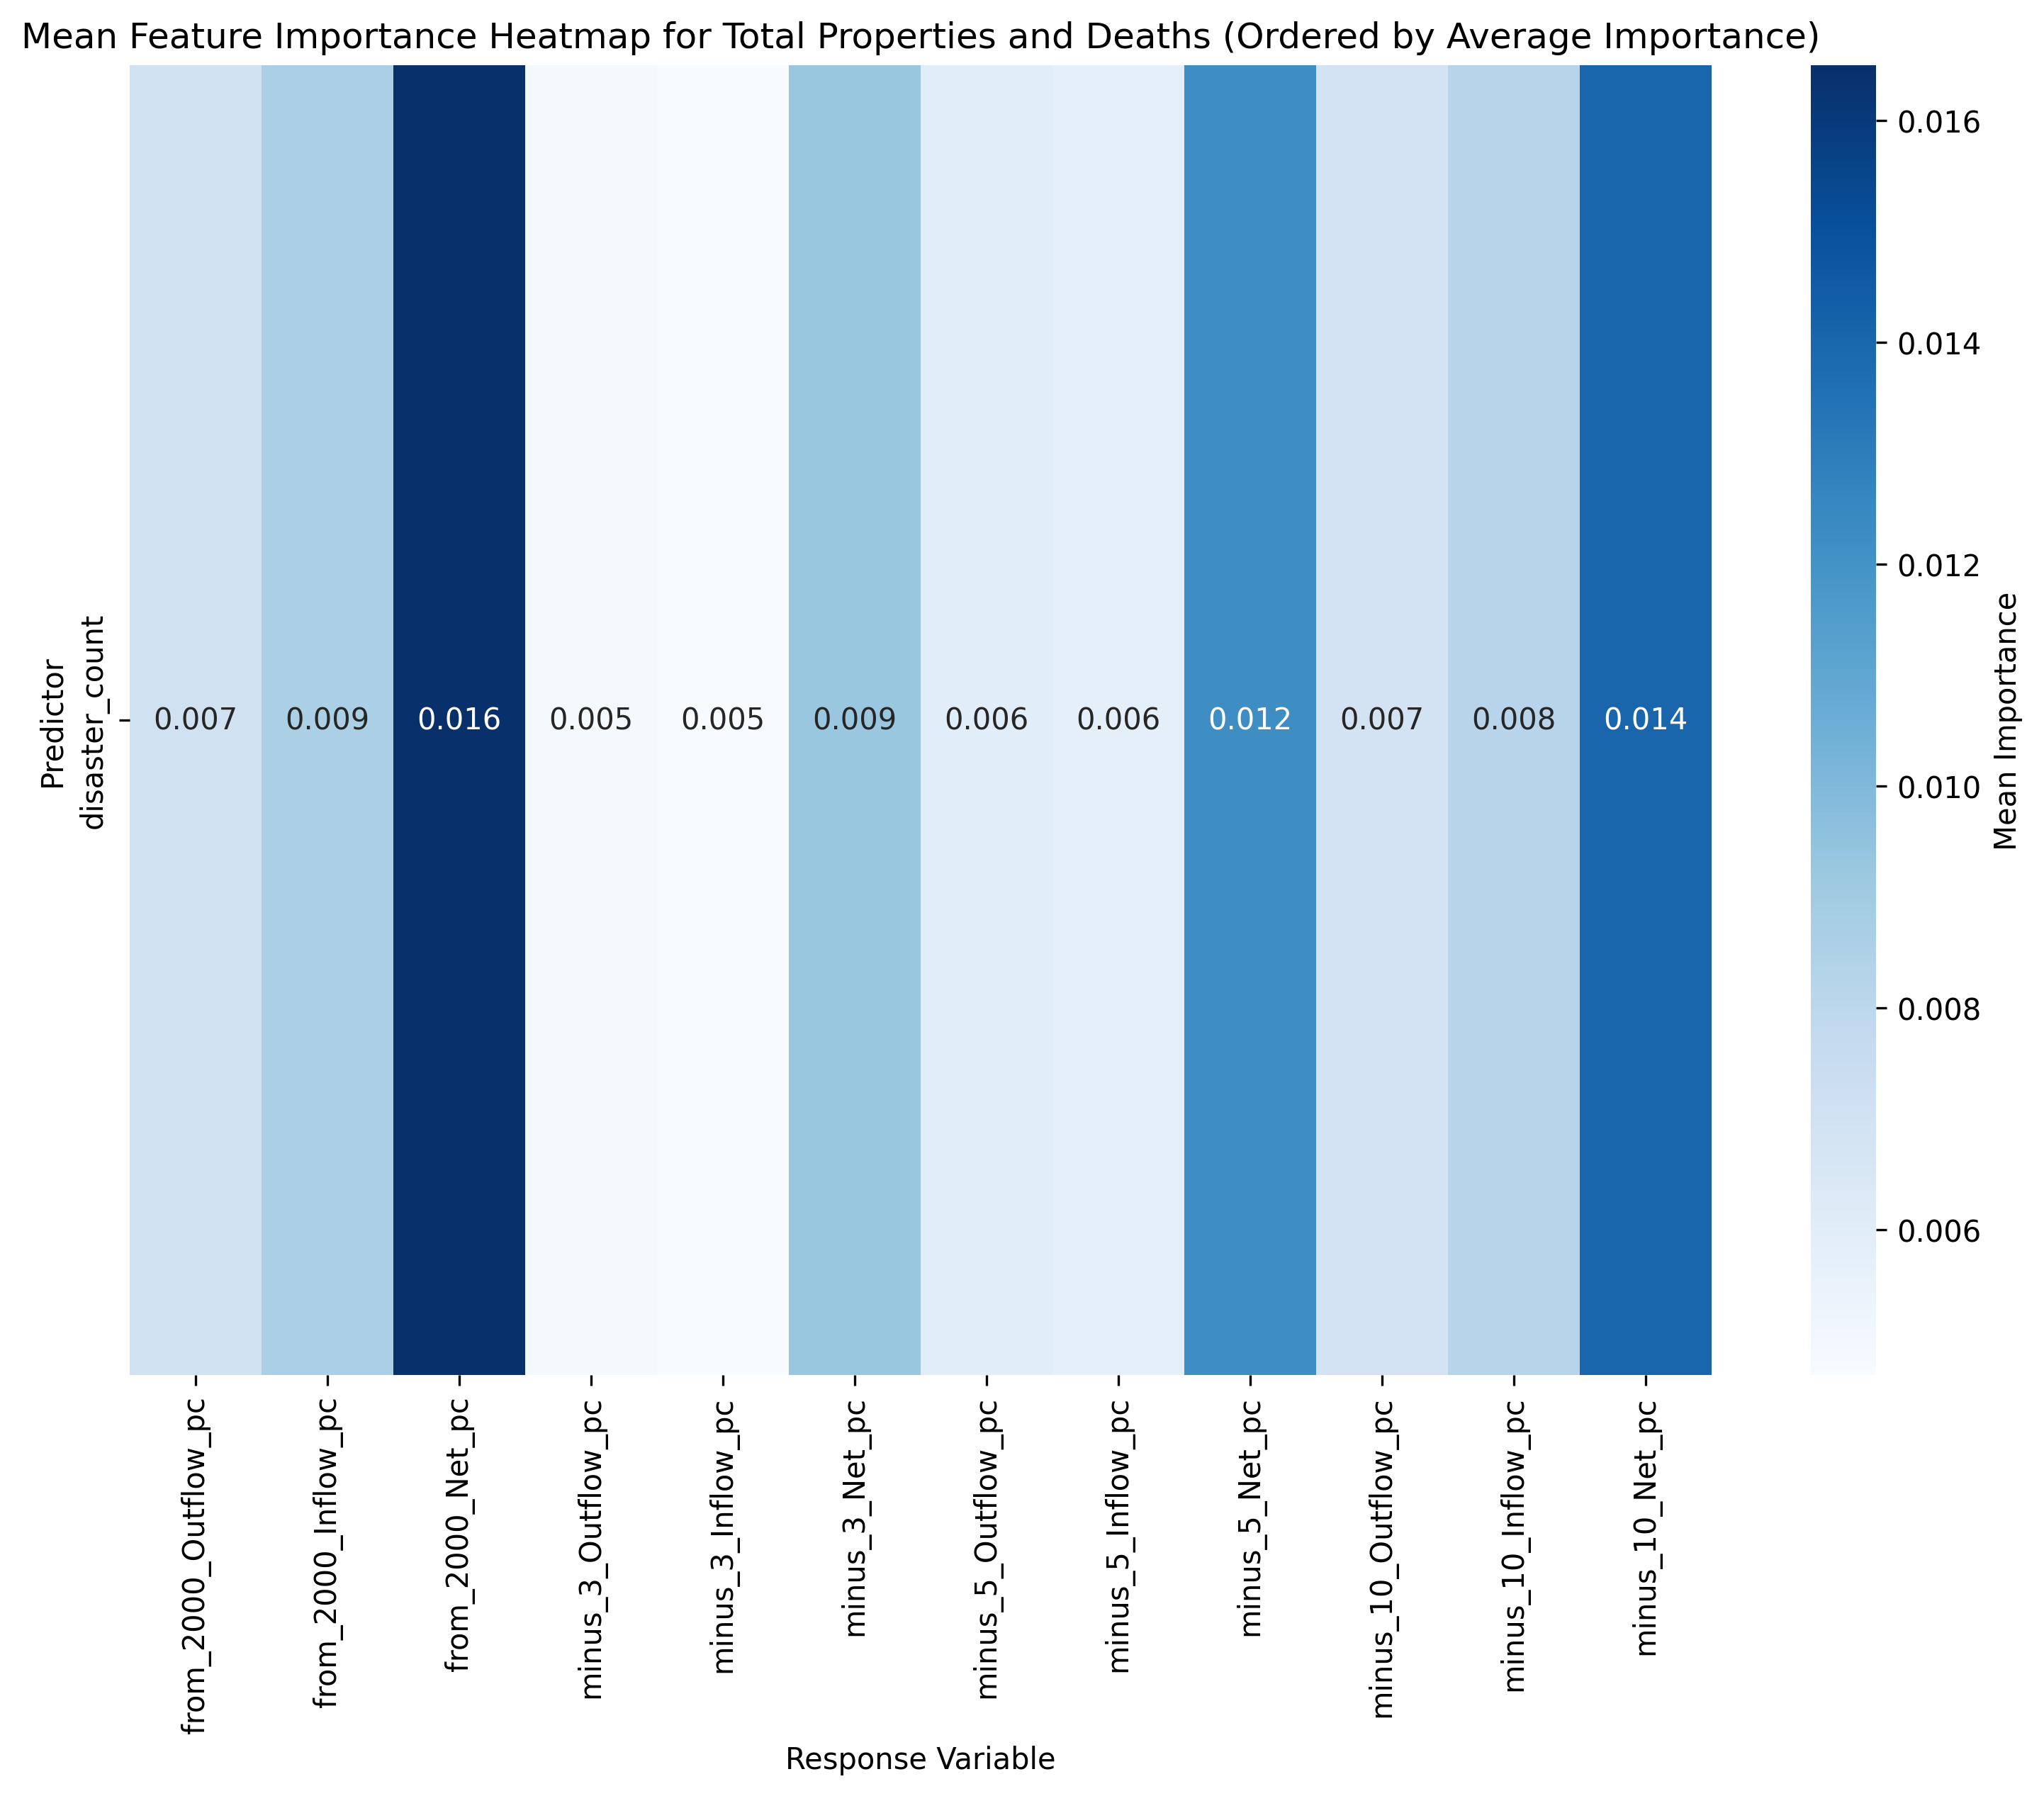 Mean Feature Importance Heatmap for Total Properties and Deaths (Ordered by Average Importance)
Predictor
disaster_count
0.007
0.009
0.016
0.005
0.005
0.009
0.006
0.006
0.012
0.007
0.008
0.014
from_2000_Outflow_pc
from_2000_Inflow_pc
from_2000_Net_pc
minus_3_Outflow_pc
minus_3_Inflow_pc
minus_3_Net_pc
minus_5_Outflow_pc
minus_5_Inflow_pc
minus_5_Net_pc
minus_10_Outflow_pc
minus_10_Inflow_pc
minus_10_Net_pc
Response Variable
0.016
0.014
0.012
0.010
0.008
0.006
Mean Importance